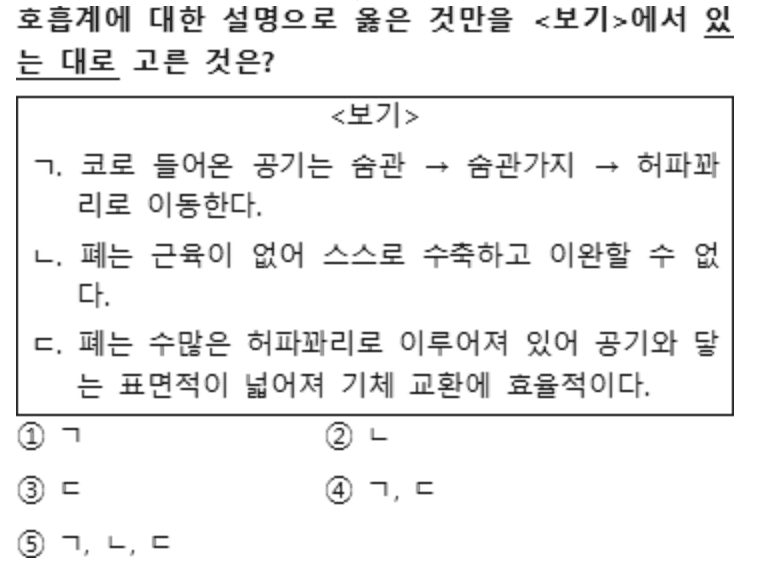 호흡계에 대한 설명으로 옳은 것만을 <보기>에서 있
는 대로 고른 것은?
<보기>
ㄱ. 코로 들어온 공기는 숨관 → 숨관가지 → 허파꽈
리로 이동한다.
ㄴ. 폐는 근육이 없어 스스로 수축하고 이완할 수 없
다.
ㄷ. 폐는 수많은 허파꽈리로 이루어져 있어 공기와 닿
는 표면적이 넓어져 기체 교환에 효율적이다.
① ㄱ ② ㄴ
③ ㄷ ④ ㄱ, ㄷ
⑤ ㄱ, ㄴ, ㄷ